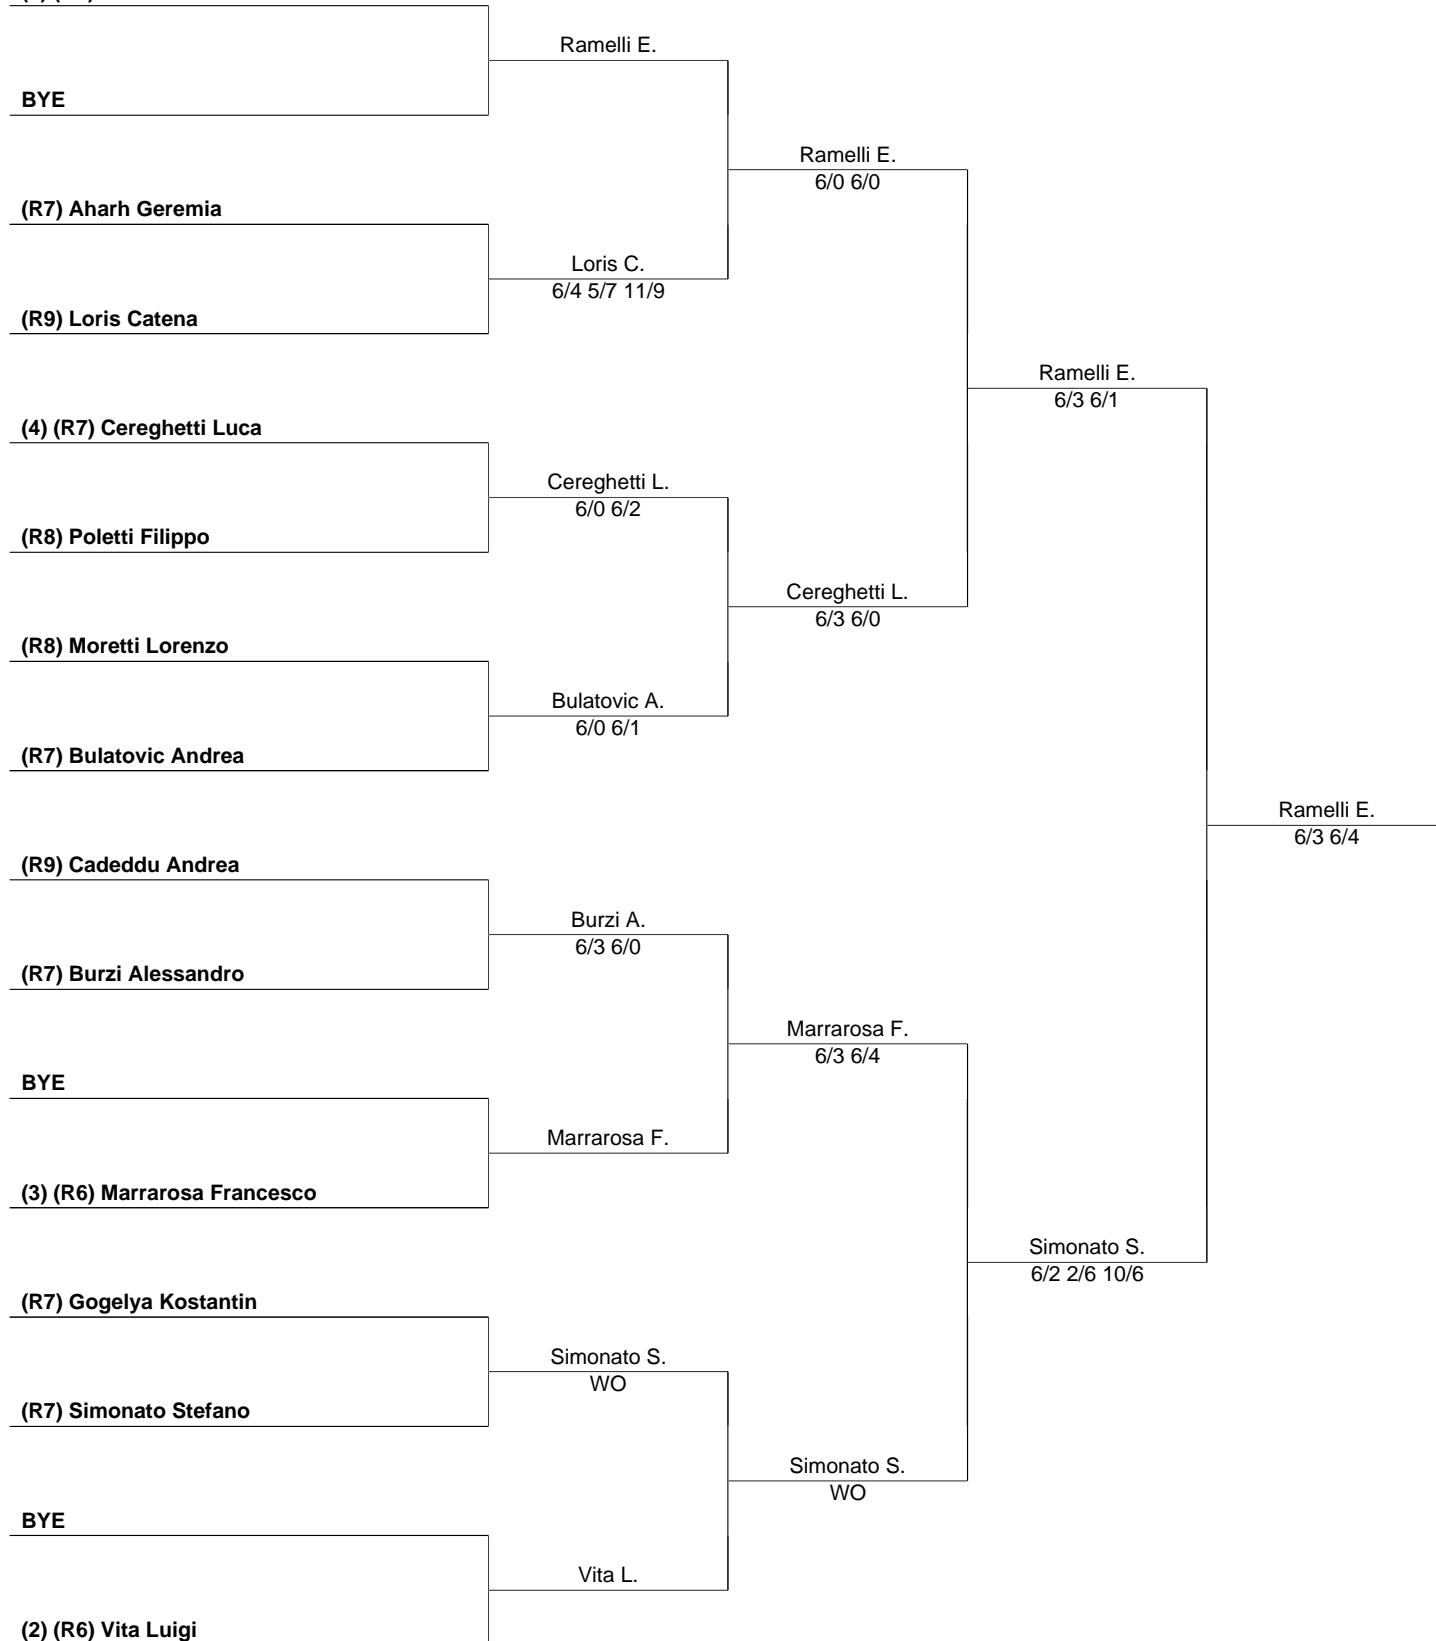 Ramelli E.
BYE
Ramelli E.
6/0 6/0
(R7) Aharh Geremia
Loris C.
6/4 5/7 11/9
(R9) Loris Catena
Ramelli E.
6/3 6/1
(4) (R7) Cereghetti Luca
Cereghetti L.
6/0 6/2
(R8) Poletti Filippo
Cereghetti L.
6/3 6/0
(R8) Moretti Lorenzo
Bulatovic A.
6/0 6/1
(R7) Bulatovic Andrea
Ramelli E.
6/3 6/4
(R9) Cadeddu Andrea
Burzi A.
6/3 6/0
(R7) Burzi Alessandro
Marrarosa F.
6/3 6/4
BYE
Marrarosa F.
(3) (R6) Marrarosa Francesco
Simonato S.
6/2 2/6 10/6
(R7) Gogelya Kostantin
Simonato S.
WO
(R7) Simonato Stefano
Simonato S.
WO
BYE
Vita L.
(2) (R6) Vita Luigi